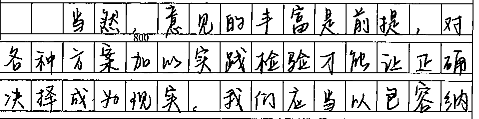 当然,意见的丰富是前提,对
800
各种方案加以实践检验才能让正确
决择成为现实。我们应当以包容纳